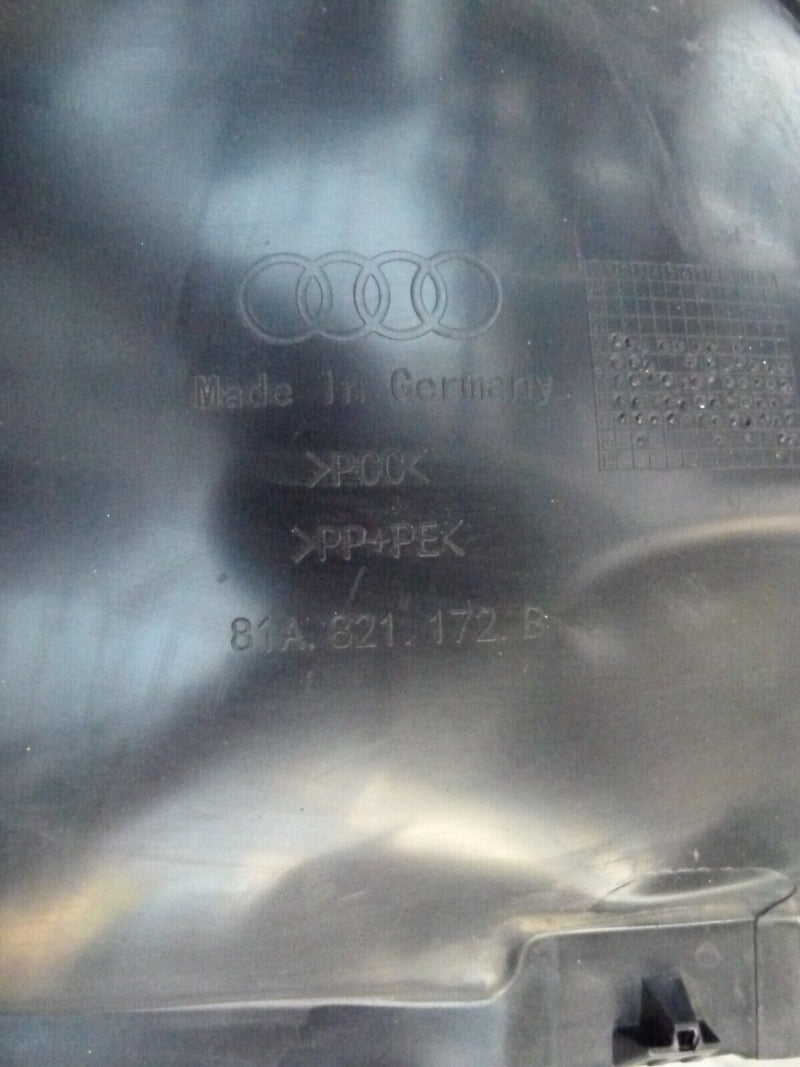 Made In Germany
>PCC<
>PP+PE<
81A.821.172.B